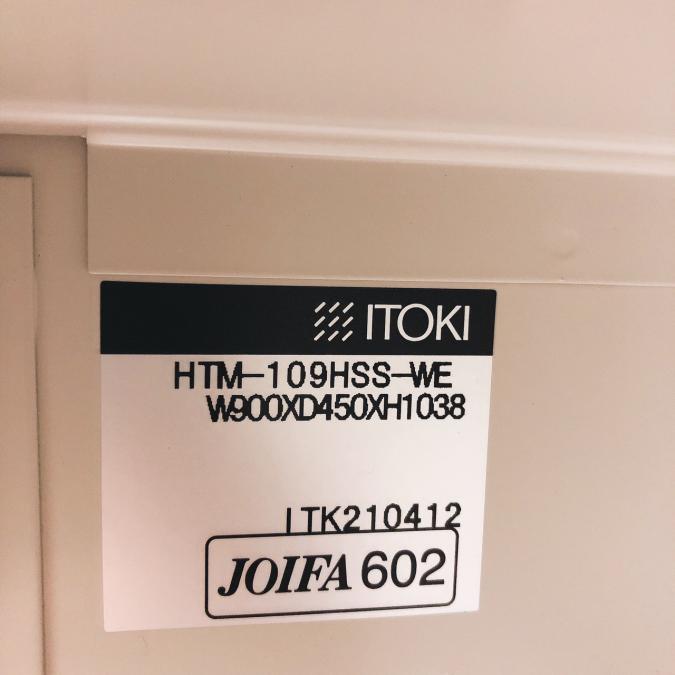 ITOKI
HTM-109HSS-WE
W900XD450XH1038
ITK210412
JOIFA 602